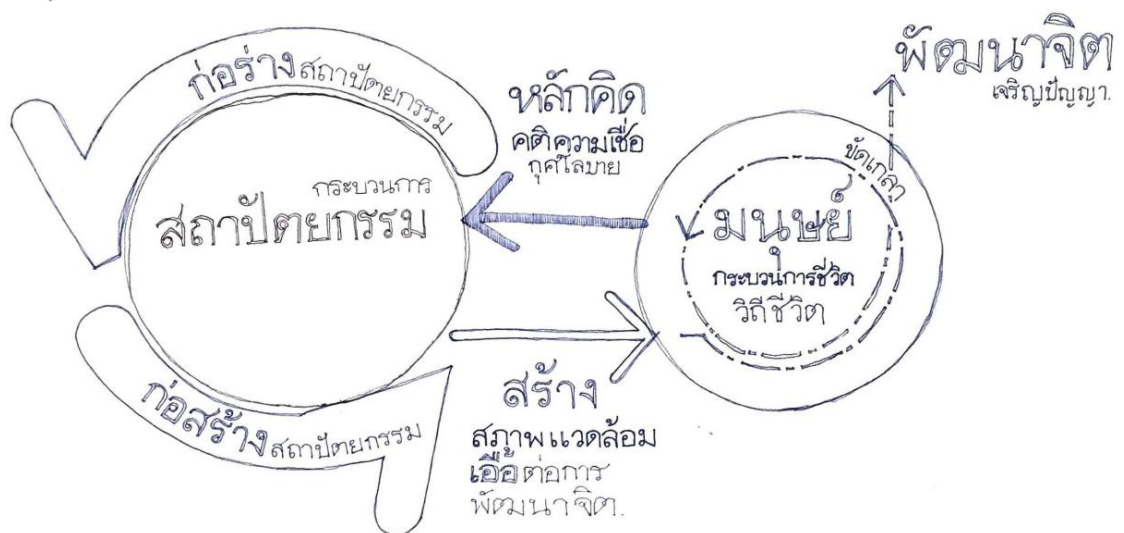 ก่อร่างสถาปัตยกรรม
กระบวนการ
สถาปัตยกรรม
ก่อสร้างสถาปัตยกรรม
หลักคิด
คติความเชื่อ
กุศโลบาย
สร้าง
สภาพแวดล้อม
เอื้อต่อการ
พัฒนาจิต.
พัฒนาจิต
เจริญปัญญา.
ขัดเกลา
มนุษย์
กระบวนการชีวิต
วิถีชีวิต